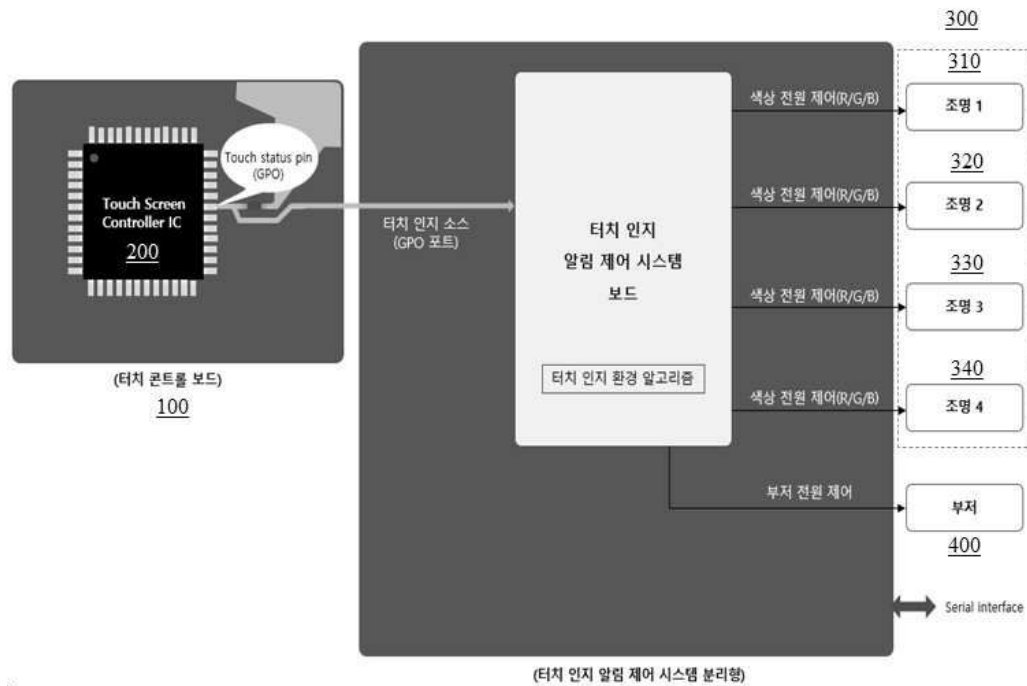 300
310
색상 전원 제어(R/G/B)
조명 1
Touch status pin
(GPO)
320
색상 전원 제어(R/G/B)
조명 2
Touch Screen
Controller IC
200
터치 인지 소스
(GPO 포트)
터치 인지
알림 제어 시스템
보드
330
색상 전원 제어(R/G/B)
조명 3
터치 인지 환경 알고리즘
340
색상 전원 제어(R/G/B)
조명 4
(터치 콘트롤 보드)
100
부저 전원 제어
부저
400
Serial interface
(터치 인지 알림 제어 시스템 분리형)